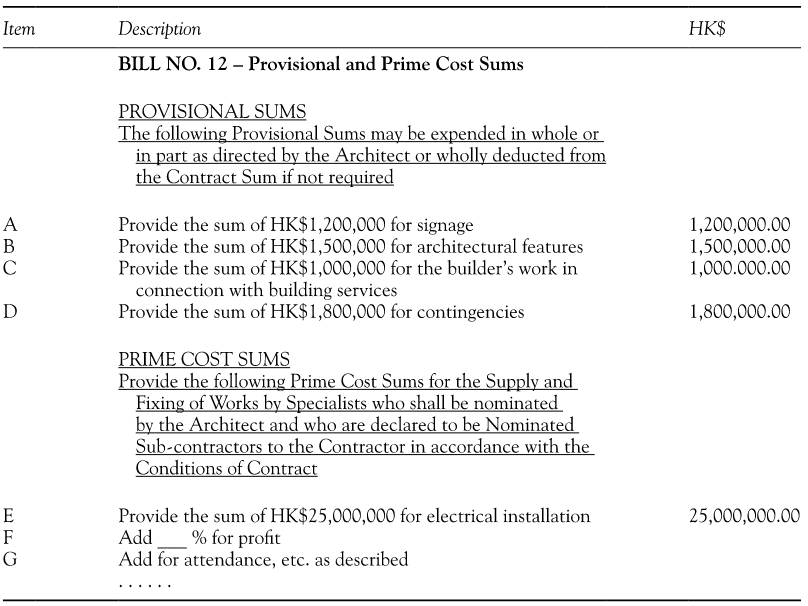 Item Description HK$
BILL NO. 12 – Provisional and Prime Cost Sums
PROVISIONAL SUMS
The following Provisional Sums may be expended in whole or
in part as directed by the Architect or wholly deducted from
the Contract Sum if not required
A Provide the sum of HK$1,200,000 for signage 1,200,000.00
B Provide the sum of HK$1,500,000 for architectural features 1,500,000.00
C Provide the sum of HK$1,000,000 for the builder’s work in 1,000.000.00
connection with building services
D Provide the sum of HK$1,800,000 for contingencies 1,800,000.00
PRIME COST SUMS
Provide the following Prime Cost Sums for the Supply and
Fixing of Works by Specialists who shall be nominated
by the Architect and who are declared to be Nominated
Sub-contractors to the Contractor in accordance with the
Conditions of Contract
E Provide the sum of HK$25,000,000 for electrical installation 25,000,000.00
F Add ___ % for profit
G Add for attendance, etc. as described
. . . . . .